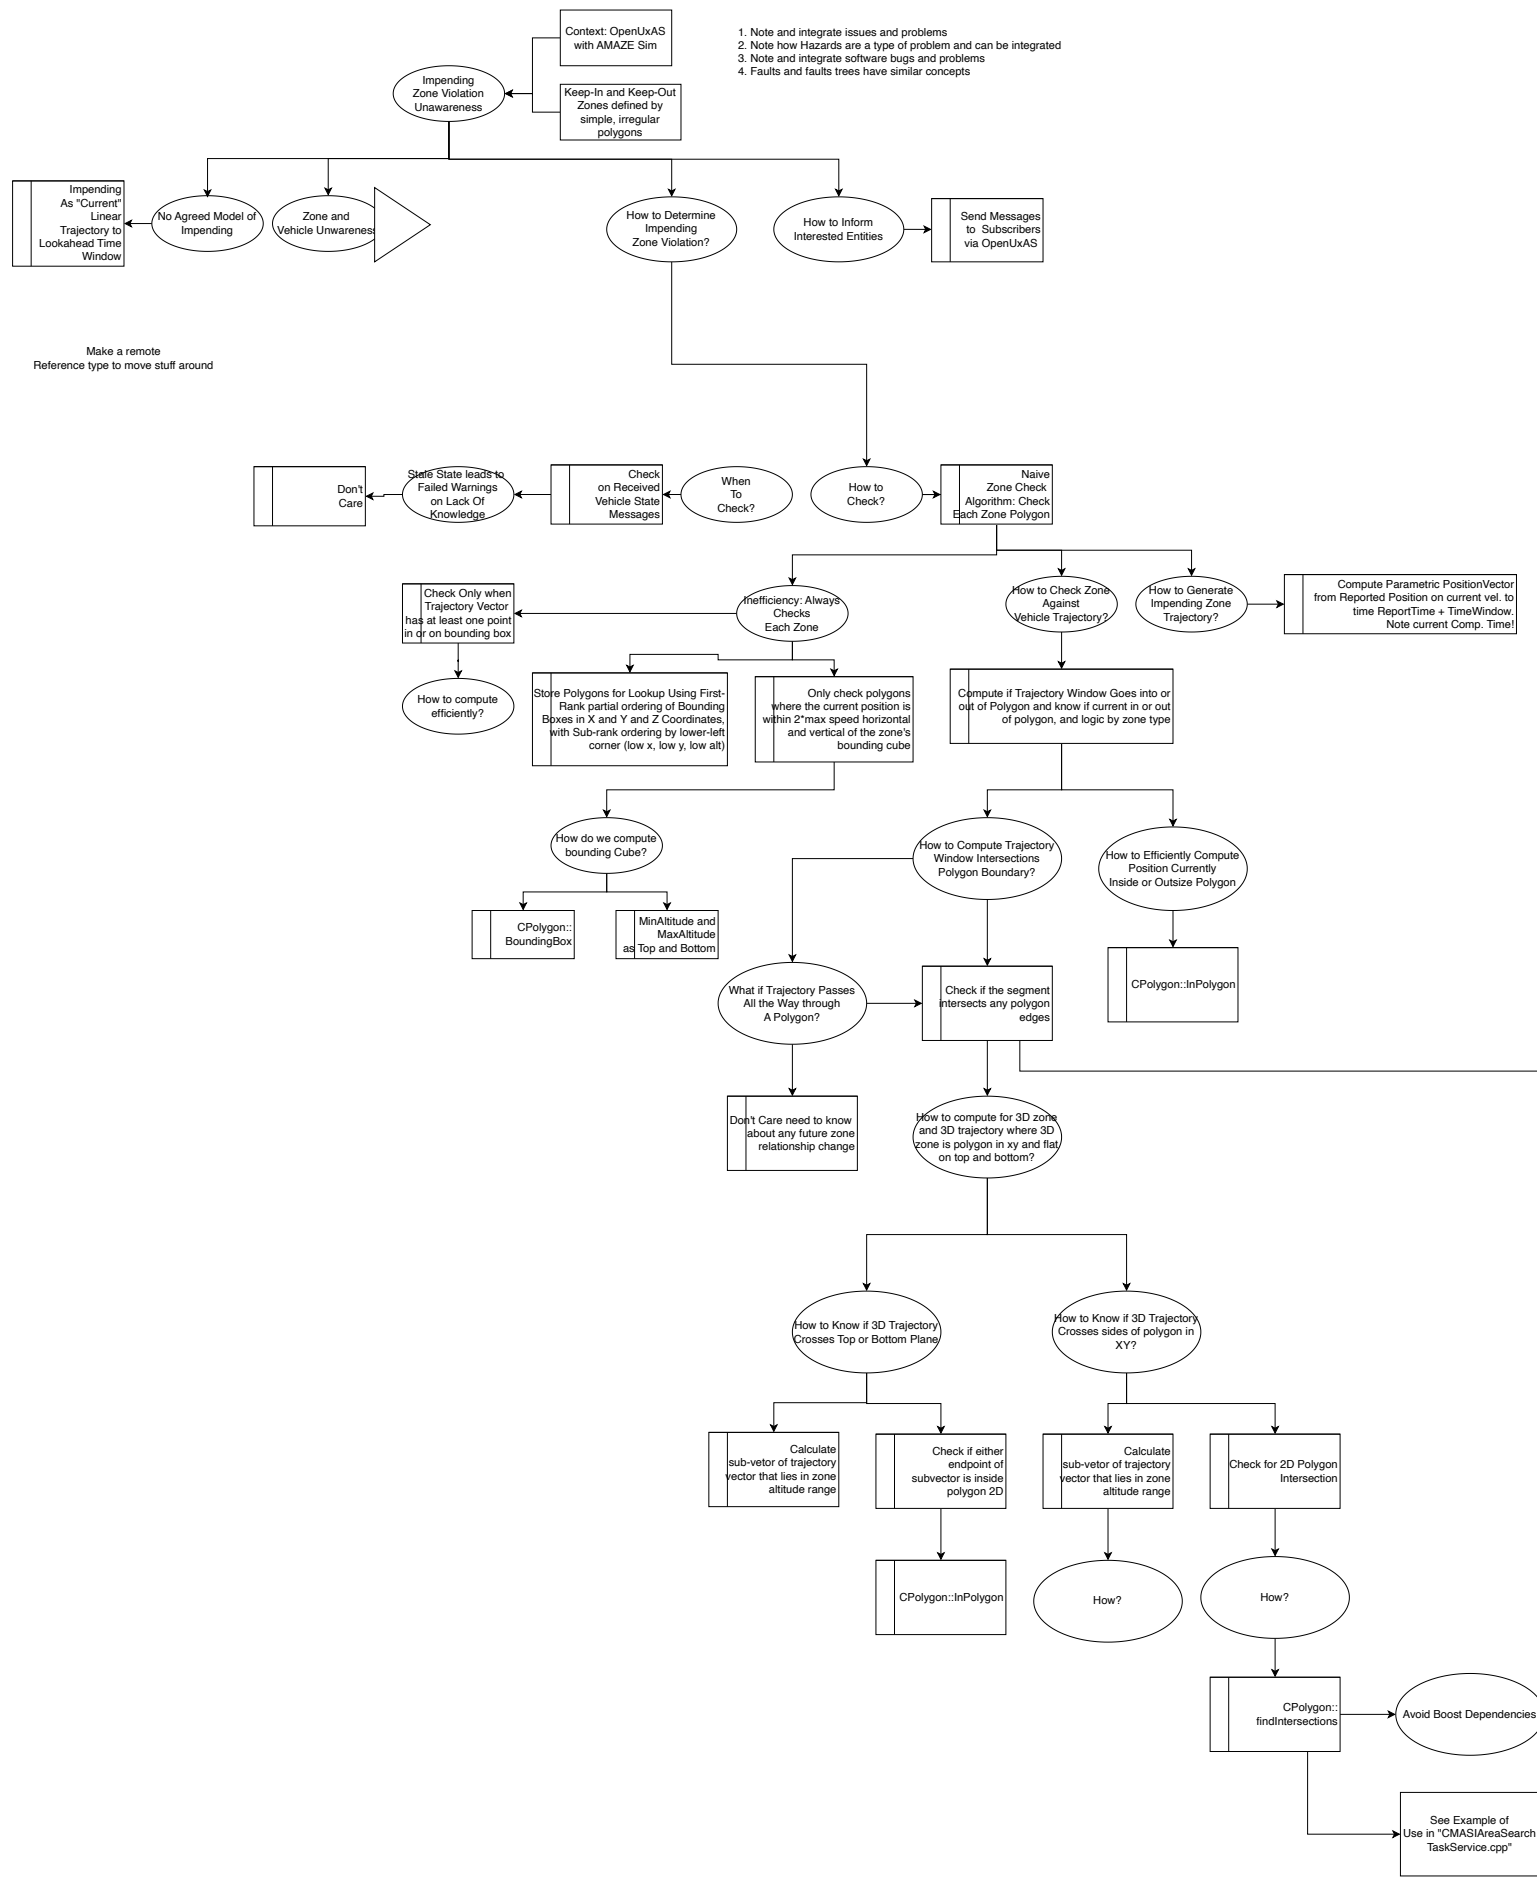 Context: OpenUxAS
with AMAZE Sim
1. Note and integrate issues and problems
2. Note how Hazards are a type of problem and can be integrated
3. Note and integrate software bugs and problems
4. Faults and faults trees have similar concepts
Impending
Zone Violation
Unawareness
Keep-In and Keep-Out
Zones defined by
simple, irregular
polygons
Impending
As "Current"
Linear
Trajectory to
Lookahead Time
Window
No Agreed Model of
Impending
Zone and
Vehicle Unwareness
How to Determine
Impending
Zone Violation?
How to Inform
Interested Entities
Send Messages
to Subscribers
via OpenUxAS
Make a remote
Reference type to move stuff around
Don't
Care
Stale State leads to
Failed Warnings
on Lack Of
Knowledge
Check
on Received
Vehicle State
Messages
When
To
Check?
How to
Check?
Naive
Zone Check
Algorithm: Check
Each Zone Polygon
Check Only when
Trajectory Vector
has at least one point
in or on bounding box
Inefficiency: Always
Checks
Each Zone
How to Check Zone
Against
Vehicle Trajectory?
How to Generate
Impending Zone
Trajectory?
Compute Parametric PositionVector
from Reported Position on current vel. to
time ReportTime + TimeWindow.
Note current Comp. Time!
How to compute
efficiently?
Store Polygons for Lookup Using First-
Rank partial ordering of Bounding
Boxes in X and Y and Z Coordinates,
with Sub-rank ordering by lower-left
corner (low x, low y, low alt)
Only check polygons
where the current position is
within 2*max speed horizontal
and vertical of the zone's
bounding cube
Compute if Trajectory Window Goes into or
out of Polygon and know if current in or out
of polygon, and logic by zone type
How do we compute
bounding Cube?
How to Compute Trajectory
Window Intersections
Polygon Boundary?
How to Efficiently Compute
Position Currently
Inside or Outsize Polygon
CPolygon::
BoundingBox
MinAltitude and
MaxAltitude
as Top and Bottom
What if Trajectory Passes
All the Way through
A Polygon?
Check if the segment
intersects any polygon
edges
CPolygon::InPolygon
Don't Care need to know
about any future zone
relationship change
How to compute for 3D zone
and 3D trajectory where 3D
zone is polygon in xy and flat
on top and bottom?
How to Know if 3D Trajectory
Crosses Top or Bottom Plane
How to Know if 3D Trajectory
Crosses sides of polygon in
XY?
Calculate
sub-vetor of trajectory
vector that lies in zone
altitude range
Check if either
endpoint of
subvector is inside
polygon 2D
Calculate
sub-vetor of trajectory
vector that lies in zone
altitude range
Check for 2D Polygon
Intersection
CPolygon::InPolygon
How?
How?
CPolygon::
findIntersections
Avoid Boost Dependencies
See Example of
Use in "CMASIAreaSearch
TaskService.cpp"